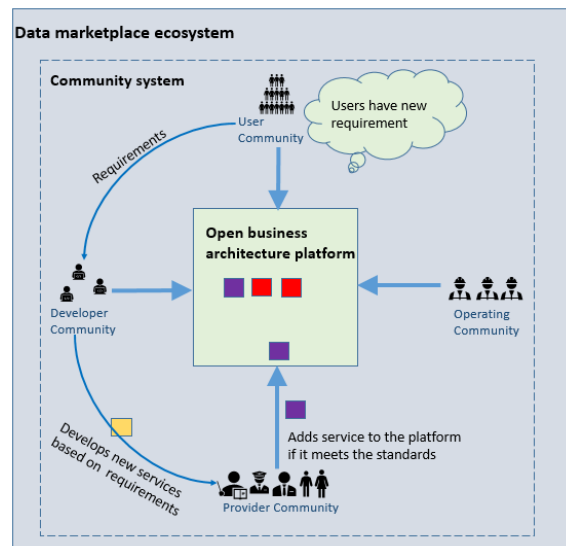 Data marketplace ecosystem
Community system
Users have new
requirement
User
Community
Requirements
Open business
architecture platform
Developer
Community
Operating
Community
Develops new services
based on requirements
Adds service to the platform
if it meets the standards
Provider Community